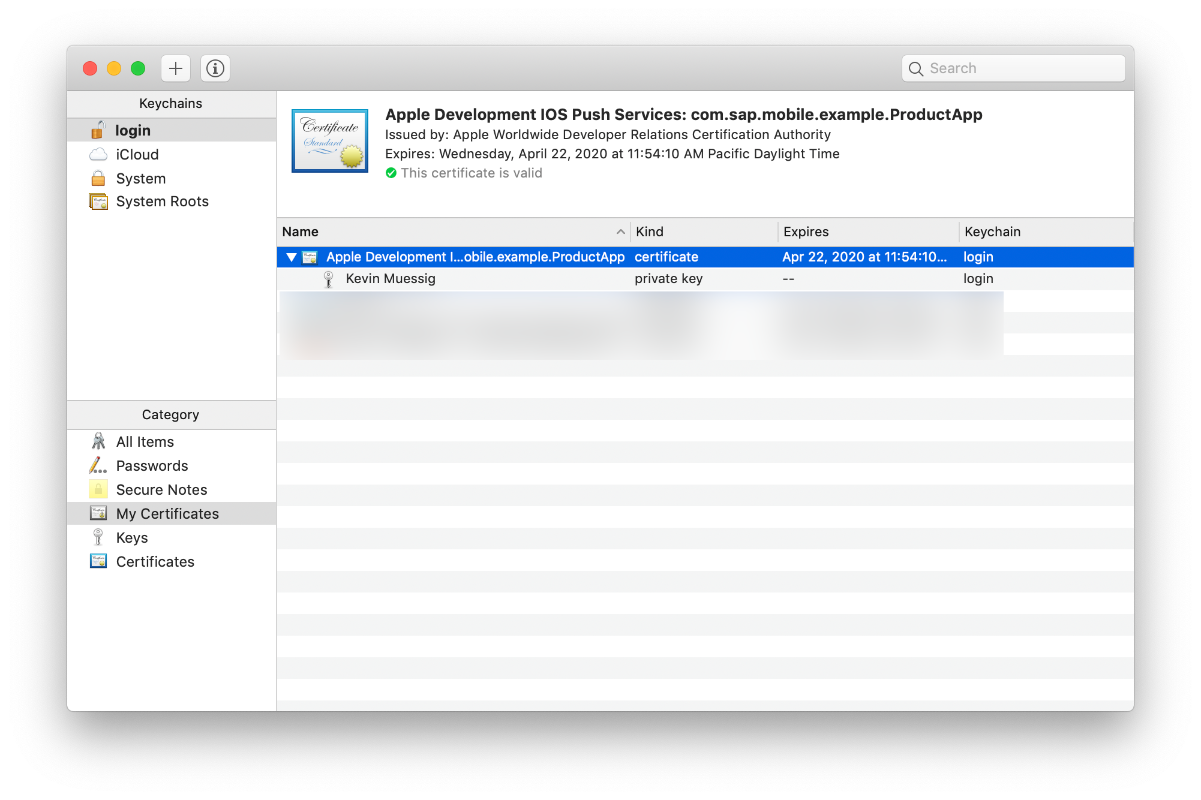 Search
Keychains
login
iCloud
System
System Roots
Category
All Items
Passwords
Secure Notes
My Certificates
Keys
Certificates
Certificate
Standard
Apple Development IOS Push Services: com.sap.mobile.example.ProductApp
Issued by: Apple Worldwide Developer Relations Certification Authority
Expires: Wednesday, April 22, 2020 at 11:54:10 AM Pacific Daylight Time
This certificate is valid
Name Kind Expires Keychain
Apple Development I...obile.example.ProductApp certificate Apr 22, 2020 at 11:54:10... login
Kevin Muessig private key -- login